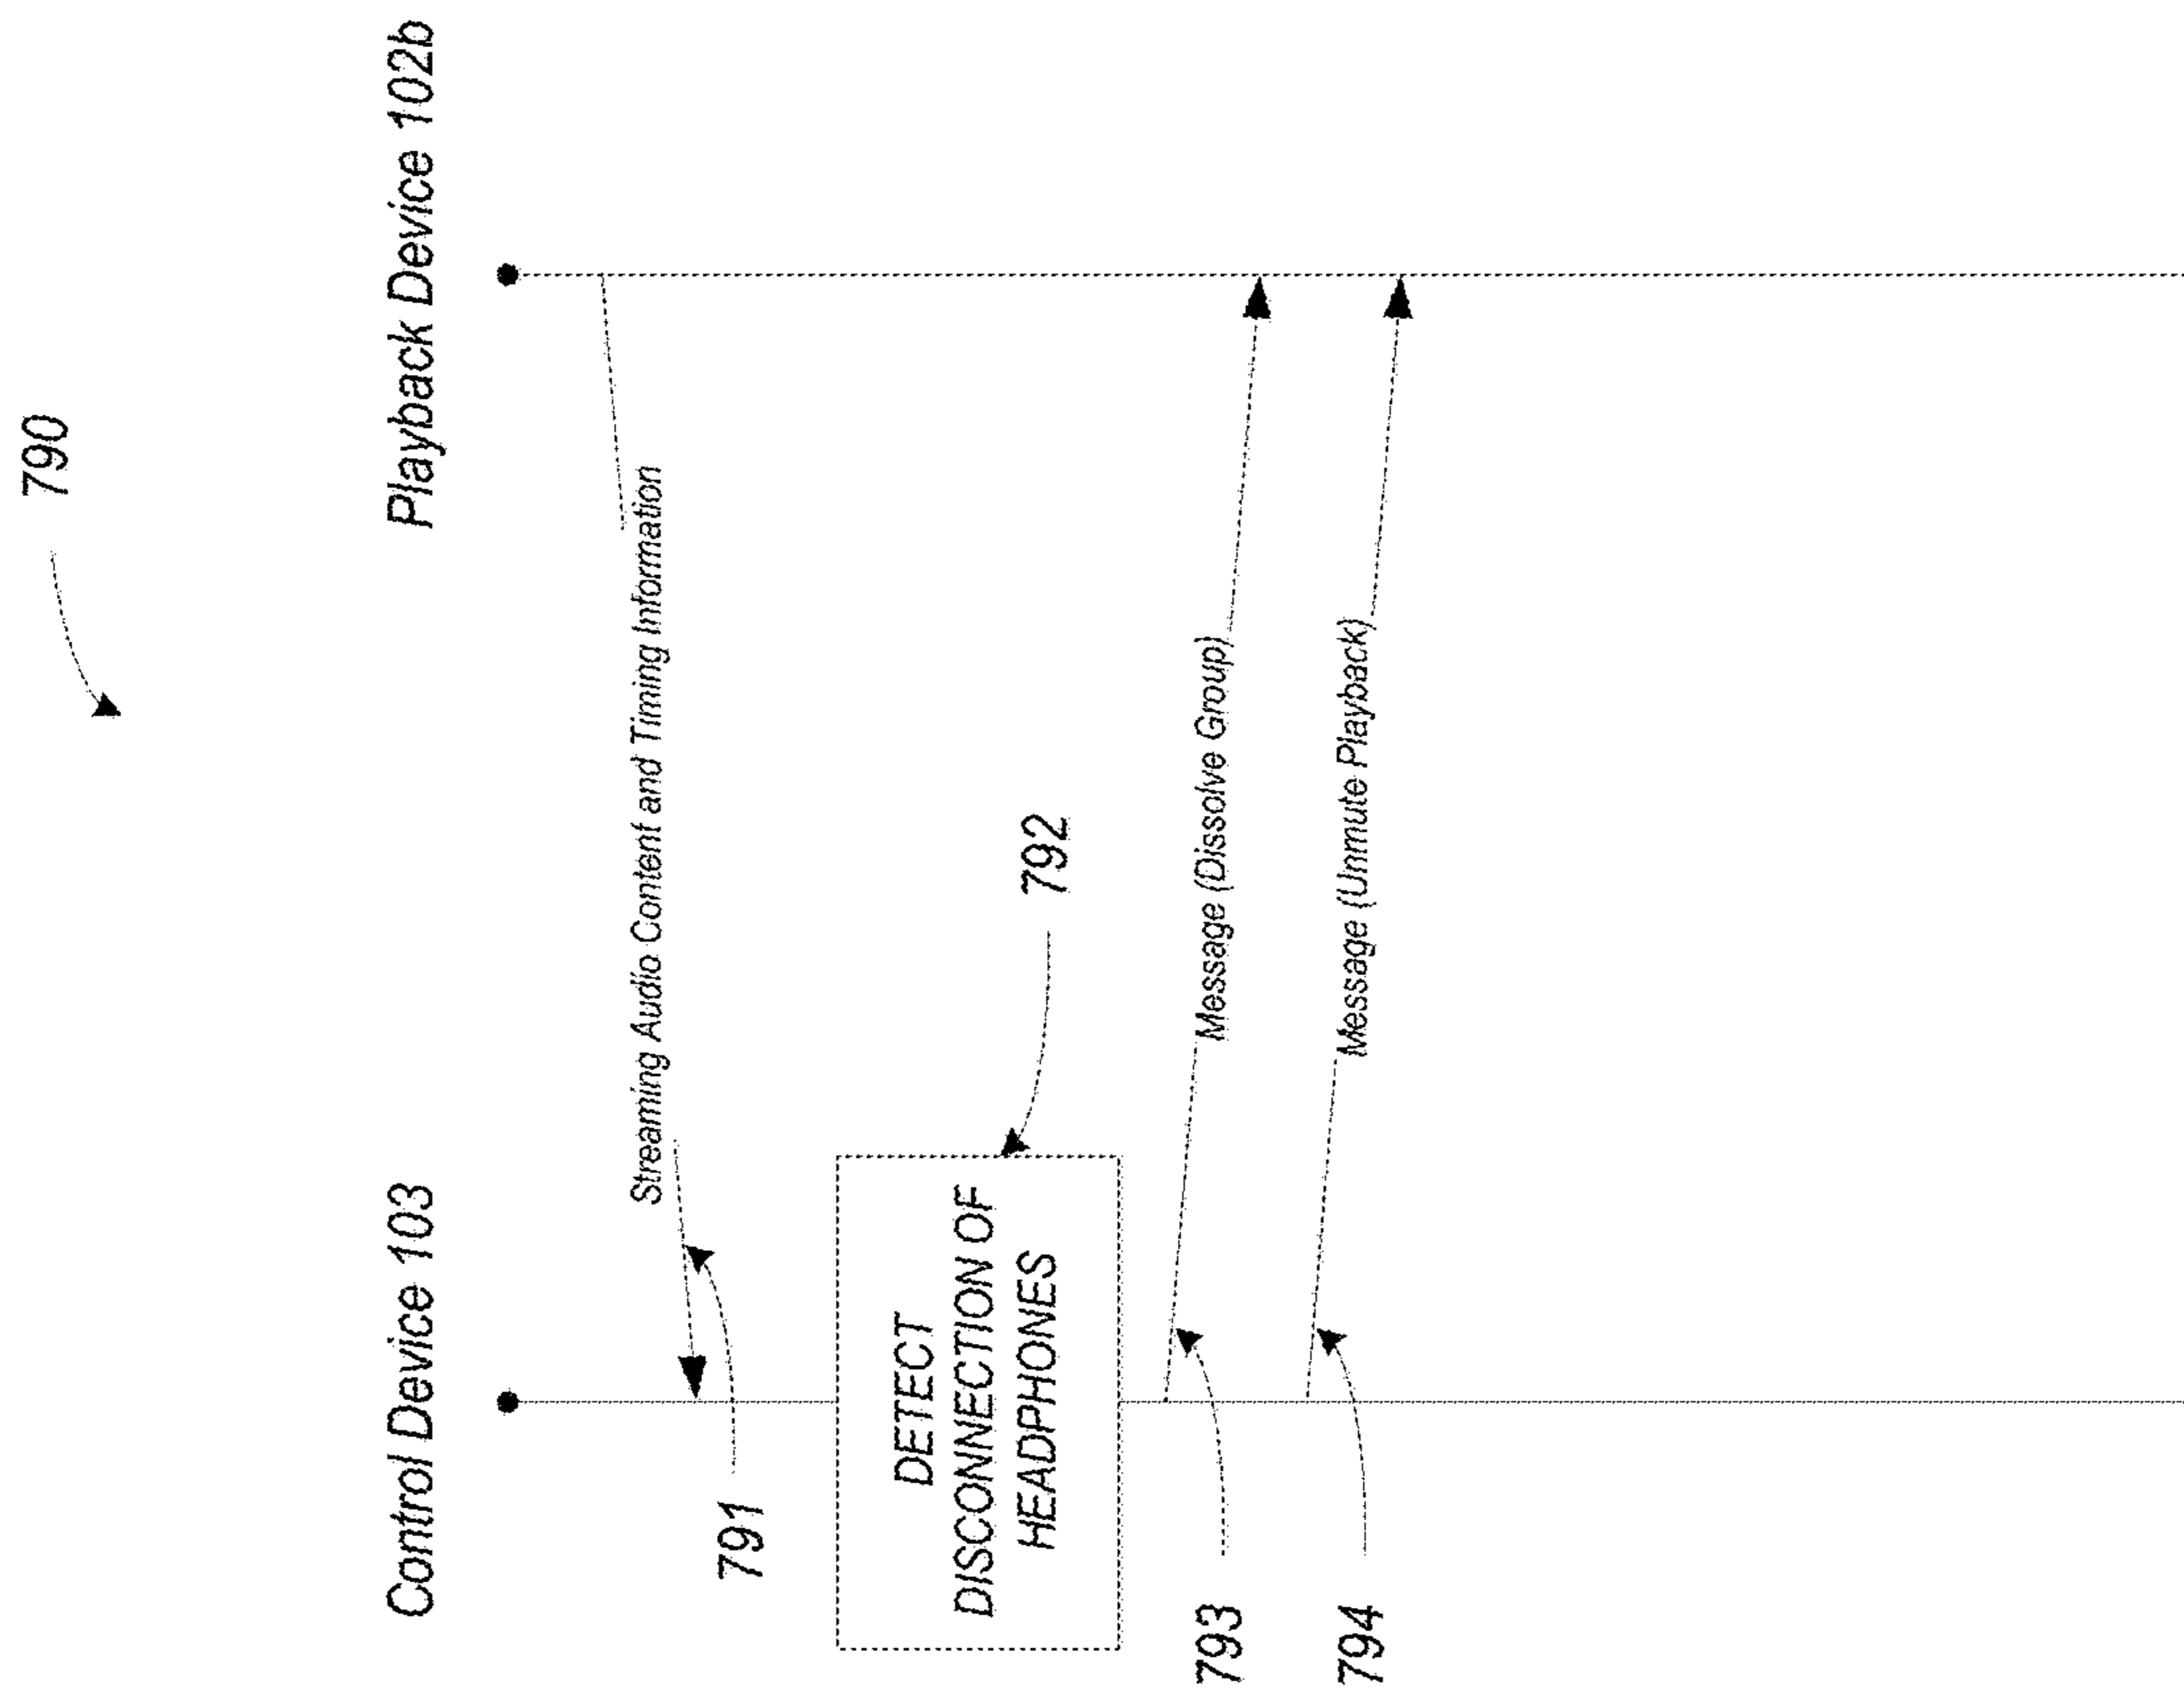 790
Control Device 103
Playback Device 102b
Streaming Audio Content and Timing Information
791
DETECT
DISCONNECTION OF
HEADPHONES
792
Message (Dissolve Group)
793
Message (Unmute Playback)
794